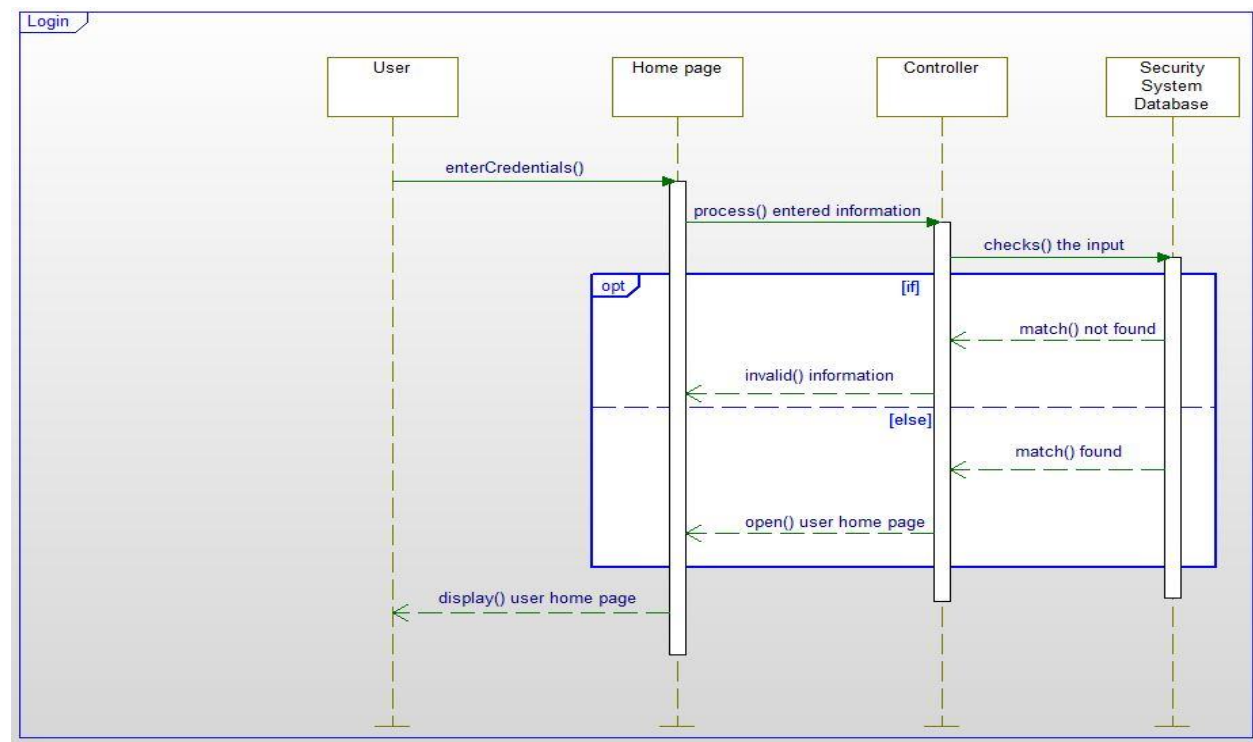 Login
User
Home page
Controller
Security
System
Database
enterCredentials()
process() entered information
checks() the input
opt
[if]
match() not found
invalid() information
[else]
match() found
open() user home page
display() user home page